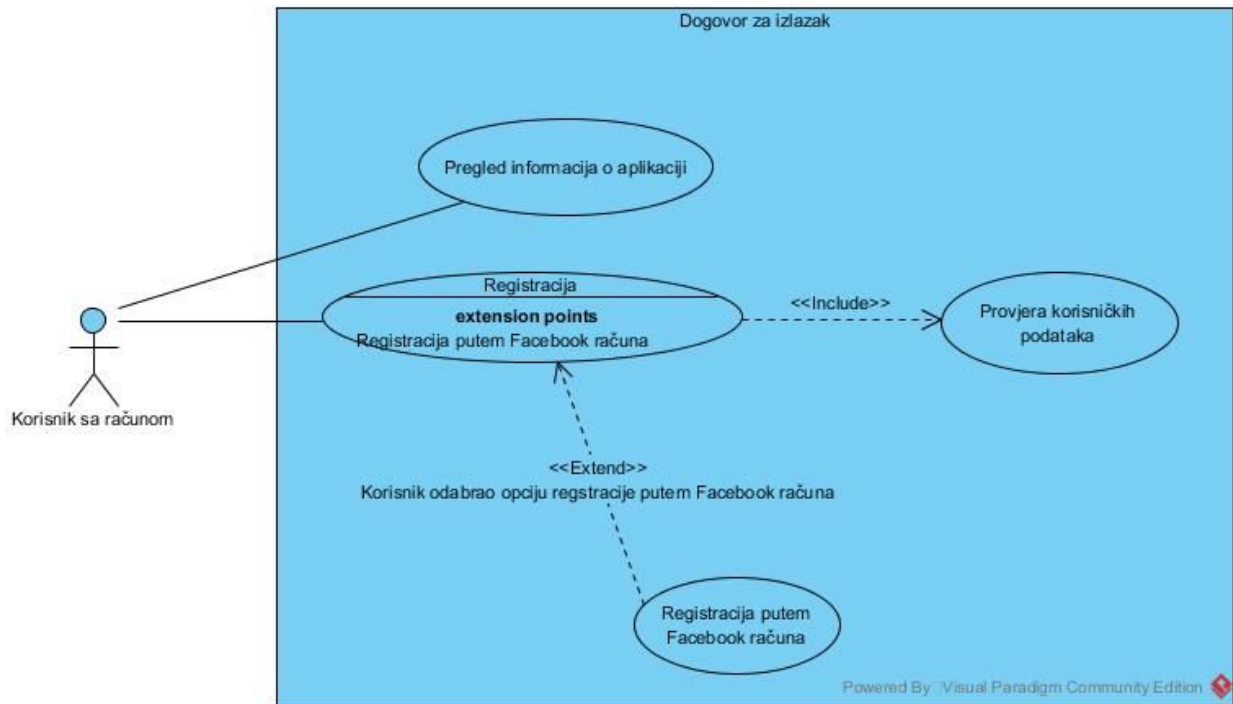 Dogovor za izlazak
Pregled informacija o aplikaciji
Registracija
extension points
Registracija putem Facebook računa
<<Include>>
Provjera korisničkih
podataka
Korisnik sa računom
<<Extend>>
Korisnik odabrao opciju regstracije putem Facebook računa
Registracija putem
Facebook računa
Powered By Visual Paradigm Community Edition